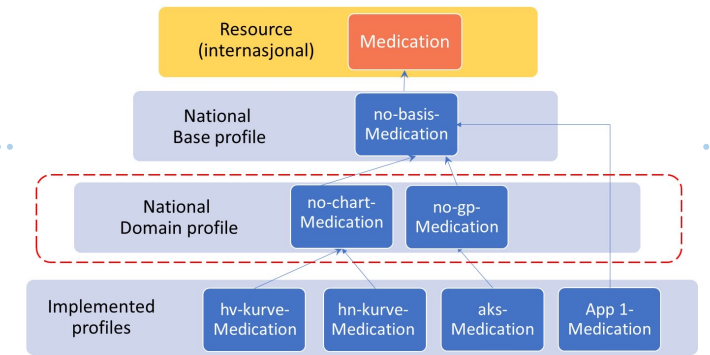 Resource
(internasjonal)
Medication
National
Base profile
no-basis-
Medication
National
Domain profile
no-chart-
Medication
no-gp-
Medication
Implemented
profiles
hv-kurve-
Medication
hn-kurve-
Medication
aks-
Medication
App 1-
Medication